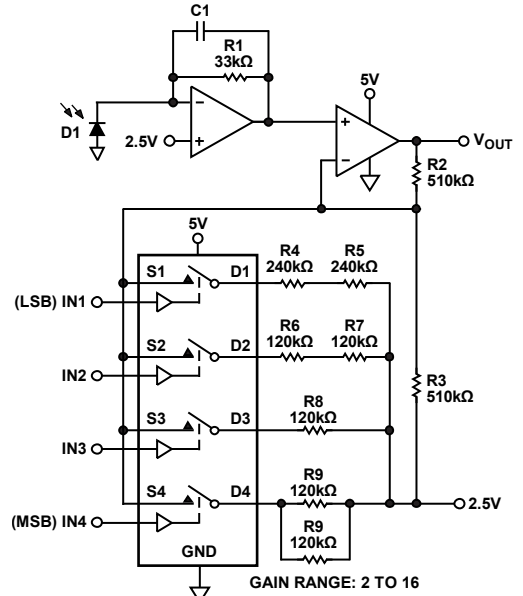 C1
R1
33kΩ
5V
D1
2.5V
−
+
+
−
VOUT
R2
510kΩ
5V
S1
D1
R4
240kΩ
R5
240kΩ
(LSB) IN1
S2
D2
R6
120kΩ
R7
120kΩ
IN2
R3
510kΩ
S3
D3
R8
120kΩ
IN3
S4
D4
R9
120kΩ
2.5V
(MSB) IN4
R9
120kΩ
GND
GAIN RANGE: 2 TO 16